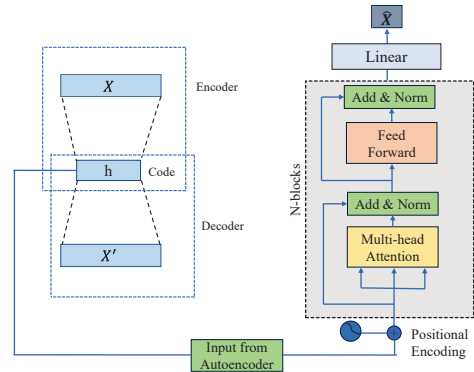 X
Encoder
h
Code
Decoder
X′
Input from
Autoencoder
X̂
Linear
Add & Norm
Feed
Forward
N-blocks
Add & Norm
Multi-head
Attention
+
Positional
Encoding